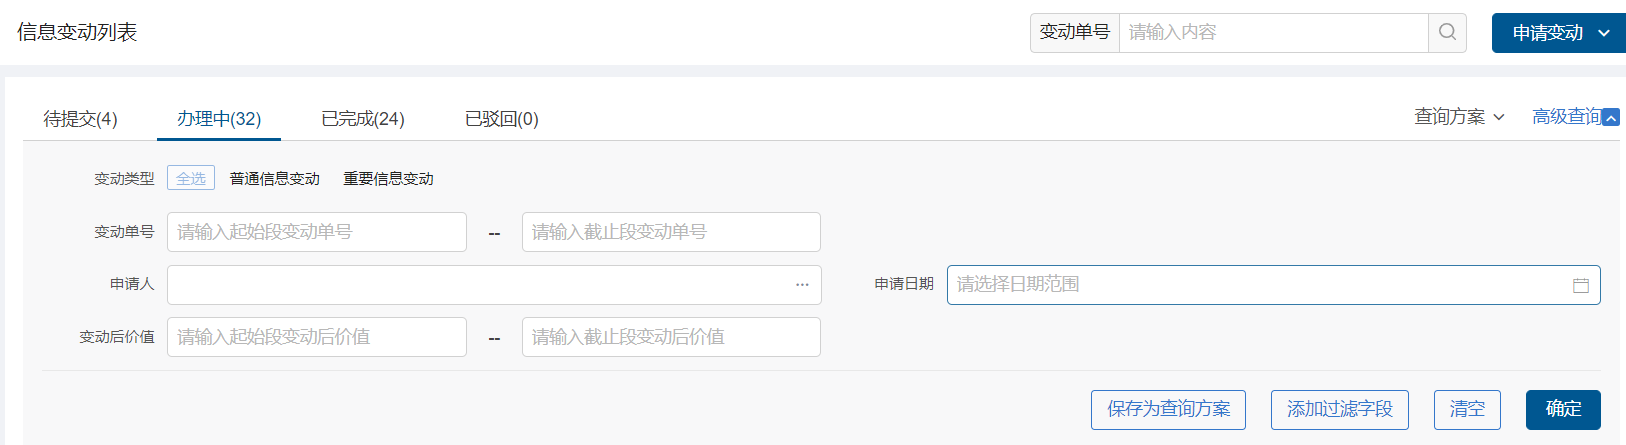 信息变动列表
变动单号 请输入内容 申请变动
待提交(4) 办理中(32) 已完成(24) 已驳回(0) 查询方案 高级查询
变动类型 全选 普通信息变动 重要信息变动
变动单号 请输入起始段变动单号 -- 请输入截止段变动单号
申请人 ... 申请日期 请选择日期范围
变动后价值 请输入起始段变动后价值 -- 请输入截止段变动后价值
保存为查询方案 添加过滤字段 清空 确定